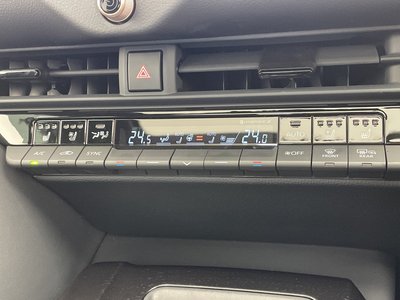 24.5 24.0 AUTO
A/C SYNC OFF FRONT REAR